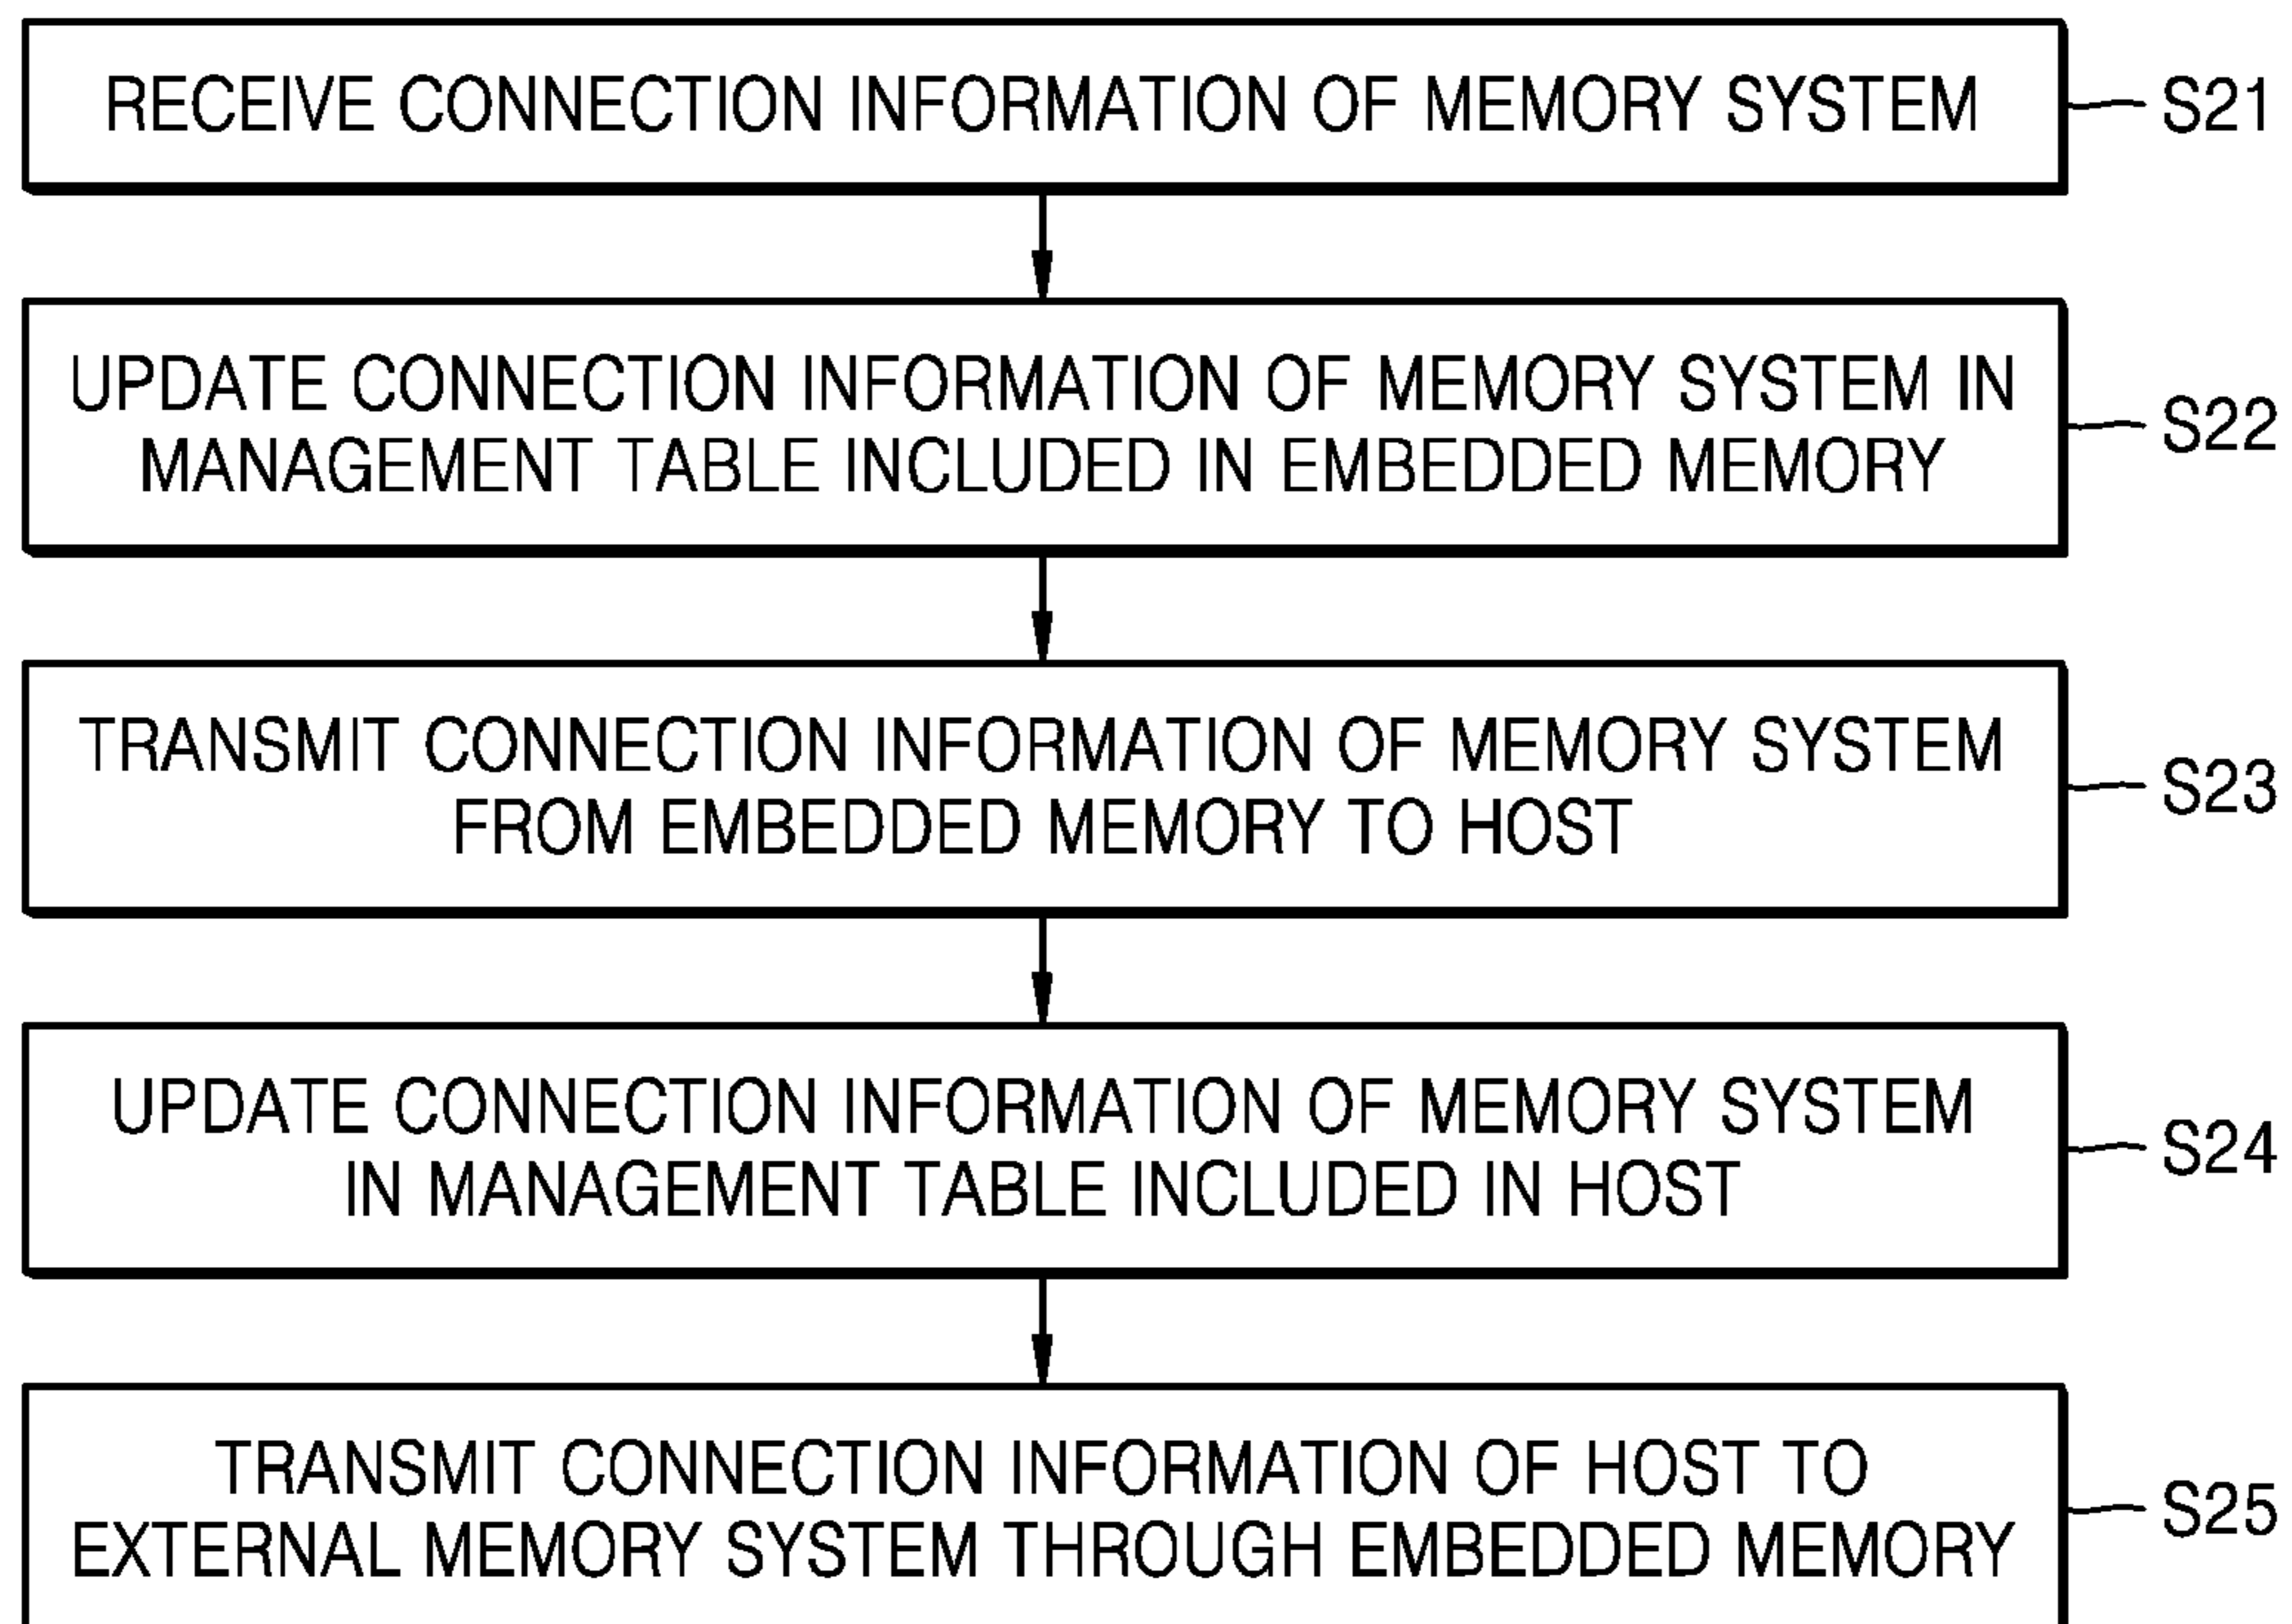 RECEIVE CONNECTION INFORMATION OF MEMORY SYSTEM
S21
UPDATE CONNECTION INFORMATION OF MEMORY SYSTEM IN
MANAGEMENT TABLE INCLUDED IN EMBEDDED MEMORY
S22
TRANSMIT CONNECTION INFORMATION OF MEMORY SYSTEM
FROM EMBEDDED MEMORY TO HOST
S23
UPDATE CONNECTION INFORMATION OF MEMORY SYSTEM
IN MANAGEMENT TABLE INCLUDED IN HOST
S24
TRANSMIT CONNECTION INFORMATION OF HOST TO
EXTERNAL MEMORY SYSTEM THROUGH EMBEDDED MEMORY
S25